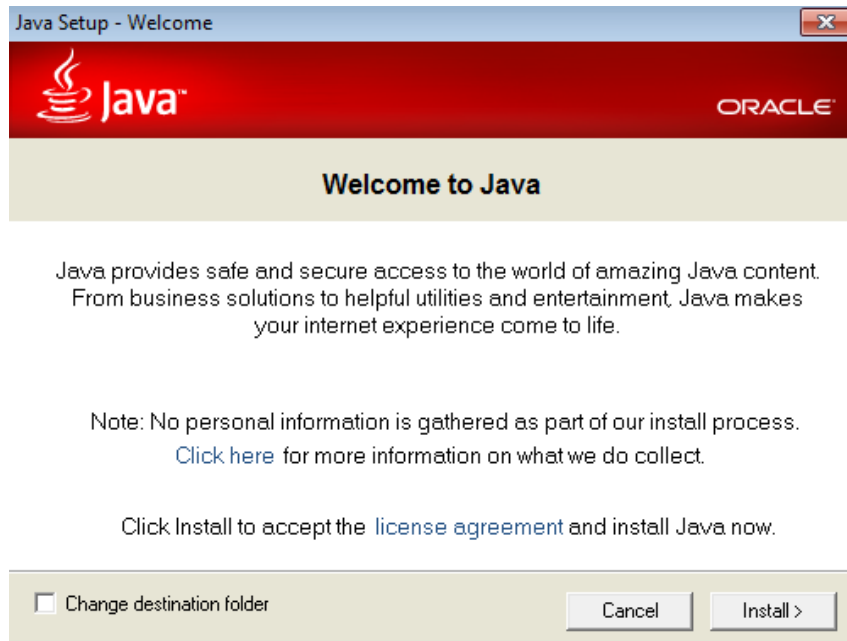 Java Setup - Welcome
Java™
ORACLE
Welcome to Java
Java provides safe and secure access to the world of amazing Java content.
From business solutions to helpful utilities and entertainment, Java makes
your internet experience come to life.
Note: No personal information is gathered as part of our install process.
Click here for more information on what we do collect.
Click Install to accept the license agreement and install Java now.
Change destination folder
Cancel
Install >